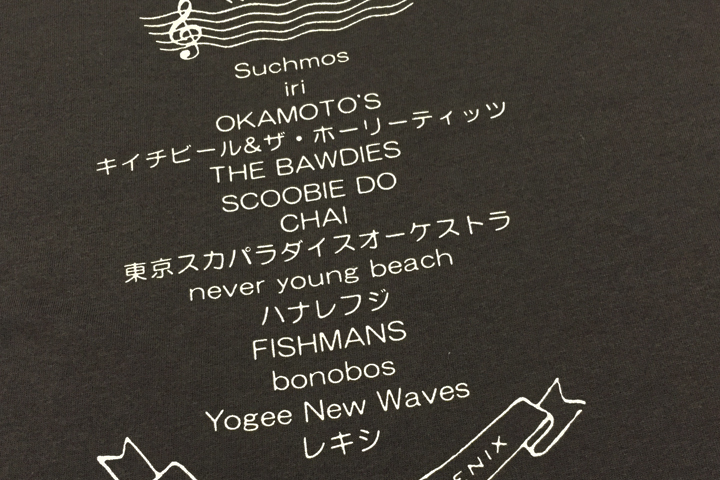 Suchmos
iri
OKAMOTO'S
キイチビール&ザ・ホーリーティッツ
THE BAWDIES
SCOOBIE DO
CHAI
東京スカパラダイスオーケストラ
never young beach
ハナレフジ
FISHMANS
bonobos
Yogee New Waves
レキシ